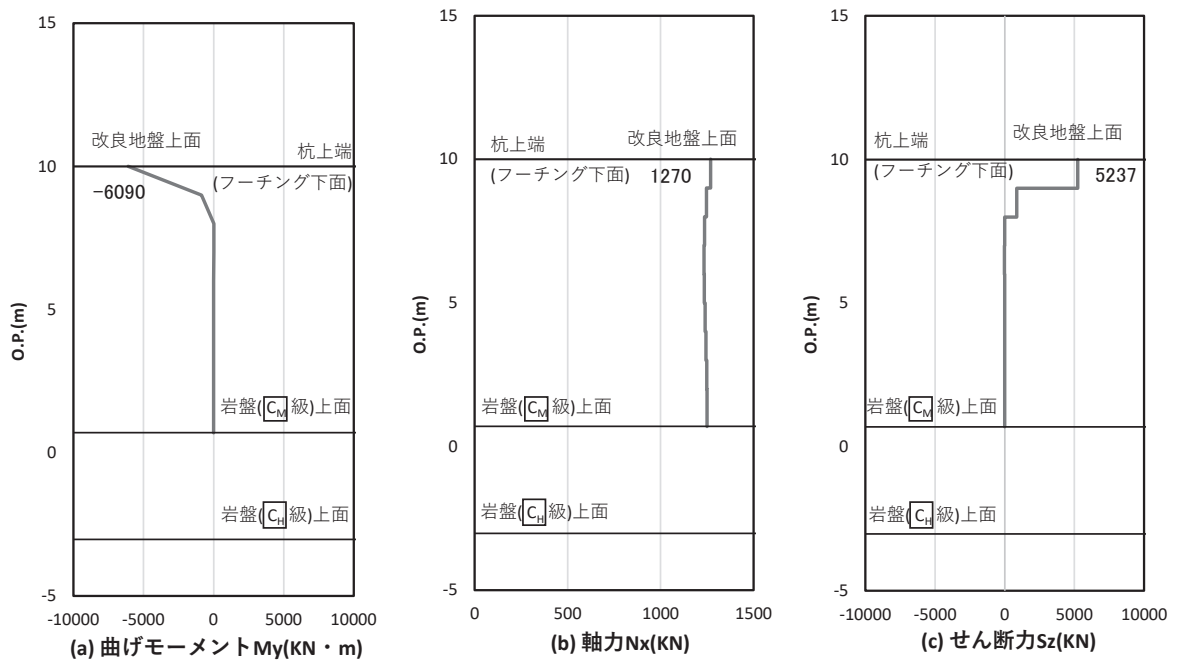 15
10
5
0
-5
O.P.(m)
改良地盤上面
杭上端
(フーチング下面)
−6090
岩盤(CM級)上面
岩盤(CH級)上面
-10000 -5000 0 5000 10000
(a) 曲げモーメントMy(KN・m)
15
10
5
0
-5
O.P.(m)
改良地盤上面
杭上端
(フーチング下面)
1270
岩盤(CM級)上面
岩盤(CH級)上面
0 500 1000 1500
(b) 軸力Nx(KN)
15
10
5
0
-5
O.P.(m)
改良地盤上面
杭上端
(フーチング下面)
5237
岩盤(CM級)上面
岩盤(CH級)上面
-10000 -5000 0 5000 10000
(c) せん断力Sz(KN)